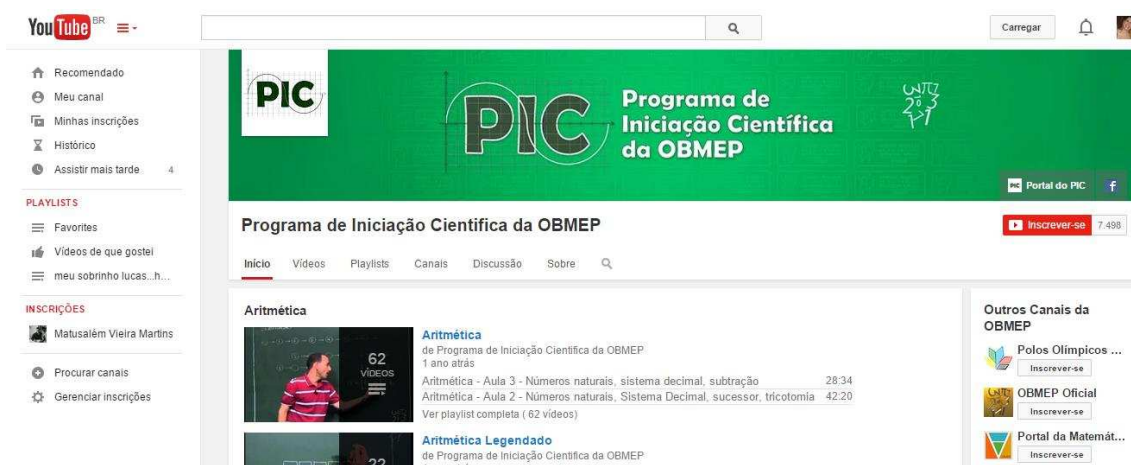 YouTube BR
Carregar
Recomendado
Meu canal
Minhas inscrições
Histórico
Assistir mais tarde 4
PLAYLISTS
Favorites
Vídeos de que gostei
meu sobrinho lucas...h...
INSCRIÇÕES
Matusalém Vieira Martins
Procurar canais
Gerenciar inscrições
PIC
PIC
Programa de
Iniciação Científica
da OBMEP
PIC Portal do PIC f
Programa de Iniciação Cientifica da OBMEP
Inscrever-se 7.498
Início Vídeos Playlists Canais Discussão Sobre
Aritmética
62
VÍDEOS
Aritmética
de Programa de Iniciação Cientifica da OBMEP
1 ano atrás
Aritmética - Aula 3 - Números naturais, sistema decimal, subtração 28:34
Aritmética - Aula 2 - Números naturais, Sistema Decimal, sucessor, tricotomia 42:20
Ver playlist completa ( 62 vídeos)
22
Aritmética Legendado
de Programa de Iniciação Cientifica da OBMEP
Outros Canais da
OBMEP
Polos Olímpicos ...
Inscrever-se
OBMEP Oficial
Inscrever-se
Portal da Matemát...
Inscrever-se